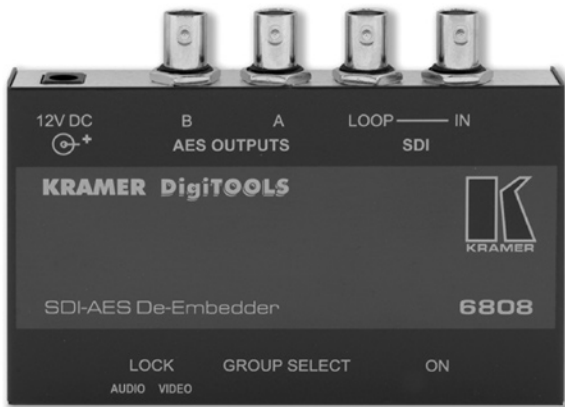 12V DC
B A LOOP IN
+
AES OUTPUTS SDI
KRAMER DigiTOOLS
K
KRAMER
SDI-AES De-Embedder 6808
LOCK GROUP SELECT ON
AUDIO VIDEO